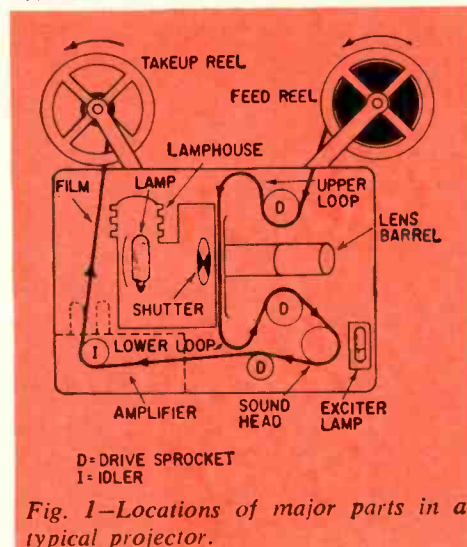 TAKEUP REEL
FEED REEL
LAMPHOUSE
LAMP
FILM
UPPER
LOOP
D
LENS
BARREL
SHUTTER
D
LOWER LOOP
I
D
AMPLIFIER
SOUND
HEAD
EXCITER
LAMP
D = DRIVE SPROCKET
I = IDLER
Fig. 1—Locations of major parts in a
typical projector.